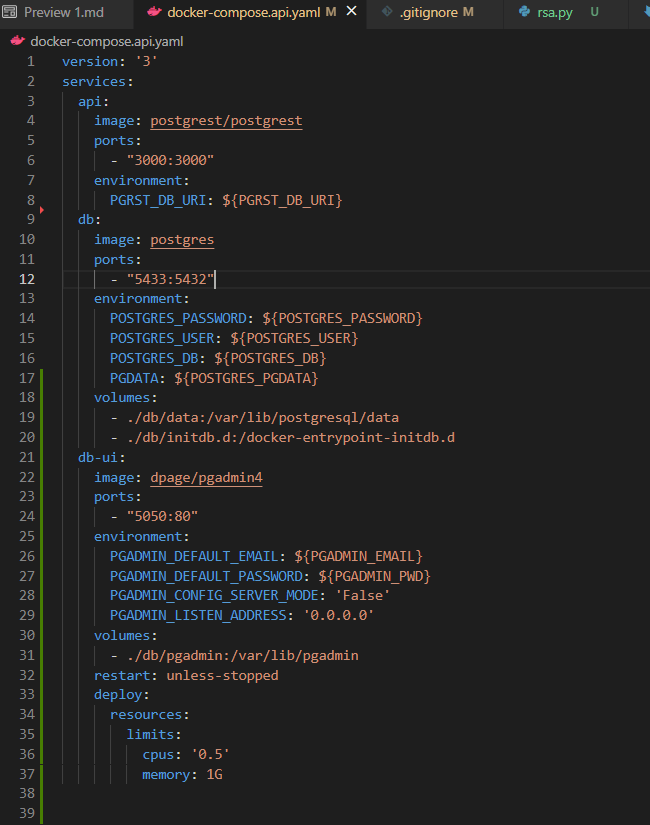 Preview 1.md docker-compose.api.yaml M .gitignore M rsa.py U
docker-compose.api.yaml
1 version: '3'
2 services:
3 api:
4 image: postgrest/postgrest
5 ports:
6 - "3000:3000"
7 environment:
8 PGRST_DB_URI: ${PGRST_DB_URI}
9 db:
10 image: postgres
11 ports:
12 - "5433:5432"
13 environment:
14 POSTGRES_PASSWORD: ${POSTGRES_PASSWORD}
15 POSTGRES_USER: ${POSTGRES_USER}
16 POSTGRES_DB: ${POSTGRES_DB}
17 PGDATA: ${POSTGRES_PGDATA}
18 volumes:
19 - ./db/data:/var/lib/postgresql/data
20 - ./db/initdb.d:/docker-entrypoint-initdb.d
21 db-ui:
22 image: dpage/pgadmin4
23 ports:
24 - "5050:80"
25 environment:
26 PGADMIN_DEFAULT_EMAIL: ${PGADMIN_EMAIL}
27 PGADMIN_DEFAULT_PASSWORD: ${PGADMIN_PWD}
28 PGADMIN_CONFIG_SERVER_MODE: 'False'
29 PGADMIN_LISTEN_ADDRESS: '0.0.0.0'
30 volumes:
31 - ./db/pgadmin:/var/lib/pgadmin
32 restart: unless-stopped
33 deploy:
34 resources:
35 limits:
36 cpus: '0.5'
37 memory: 1G
38
39